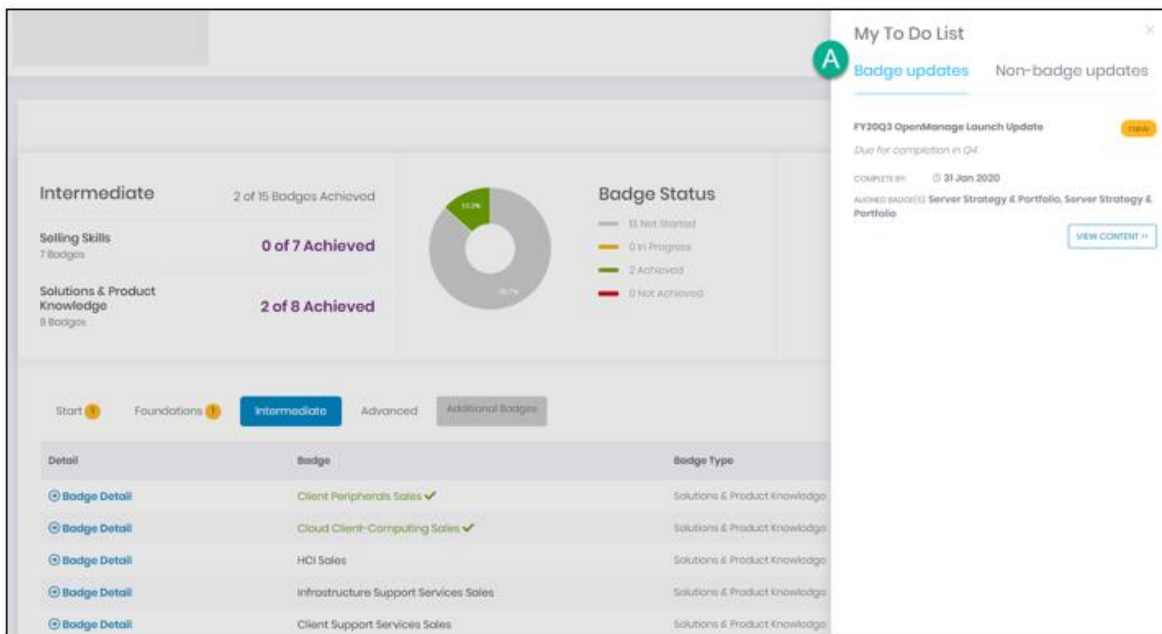 My To Do List
×
A
Badge updates
Non-badge updates
FY20Q3 OpenManage Launch Update
new
Due for completion in Q4
COMPLETE BY: 31 Jan 2020
ALIGNED BADGE(S): Server Strategy & Portfolio, Server Strategy &
Portfolio
VIEW CONTENT »
Intermediate
2 of 15 Badges Achieved
Selling Skills
7 Badges
0 of 7 Achieved
Solutions & Product
Knowledge
8 Badges
2 of 8 Achieved
13.3%
86.7%
Badge Status
13 Not Started
0 In Progress
2 Achieved
0 Not Achieved
Start
Foundations
Intermediate
Advanced
Additional Badges
Detail
Badge
Badge Type
Badge Detail
Client Peripherals Sales ✔
Solutions & Product Knowledge
Badge Detail
Cloud Client-Computing Sales ✔
Solutions & Product Knowledge
Badge Detail
HCI Sales
Solutions & Product Knowledge
Badge Detail
Infrastructure Support Services Sales
Solutions & Product Knowledge
Badge Detail
Client Support Services Sales
Solutions & Product Knowledge